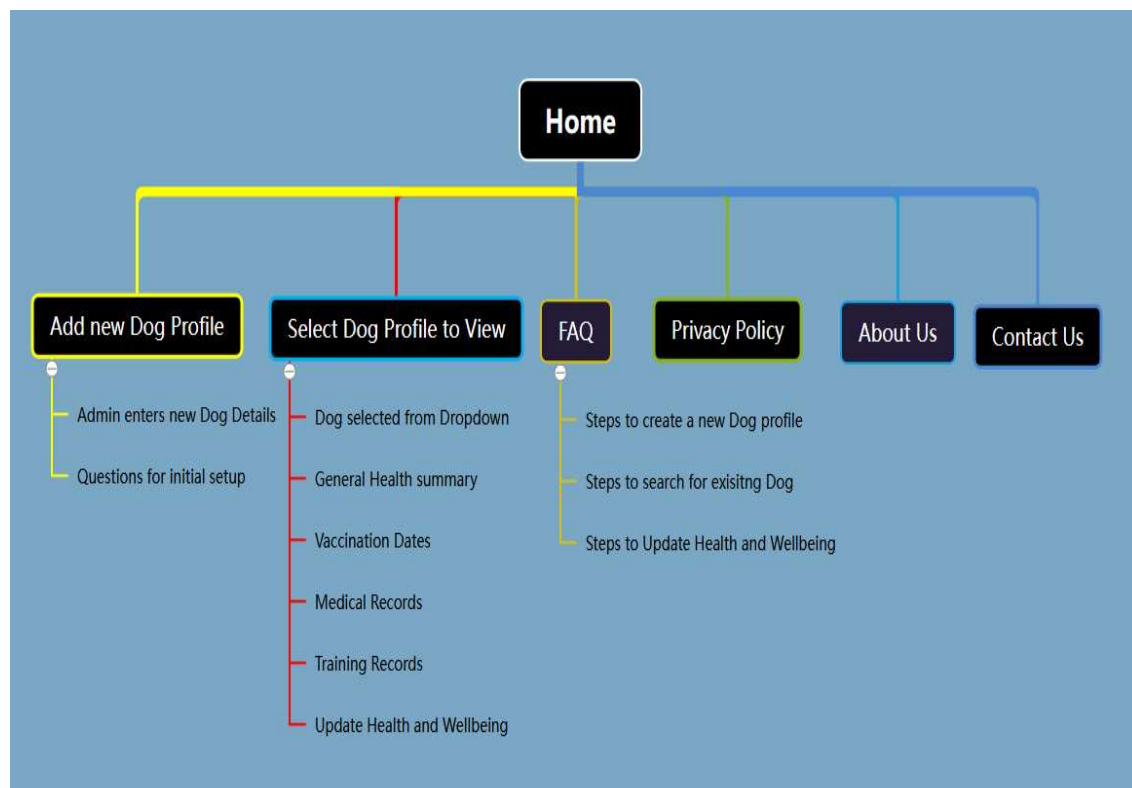 Home
Add new Dog Profile
Admin enters new Dog Details
Questions for initial setup
Select Dog Profile to View
Dog selected from Dropdown
General Health summary
Vaccination Dates
Medical Records
Training Records
Update Health and Wellbeing
FAQ
Steps to create a new Dog profile
Steps to search for exisitng Dog
Steps to Update Health and Wellbeing
Privacy Policy
About Us
Contact Us